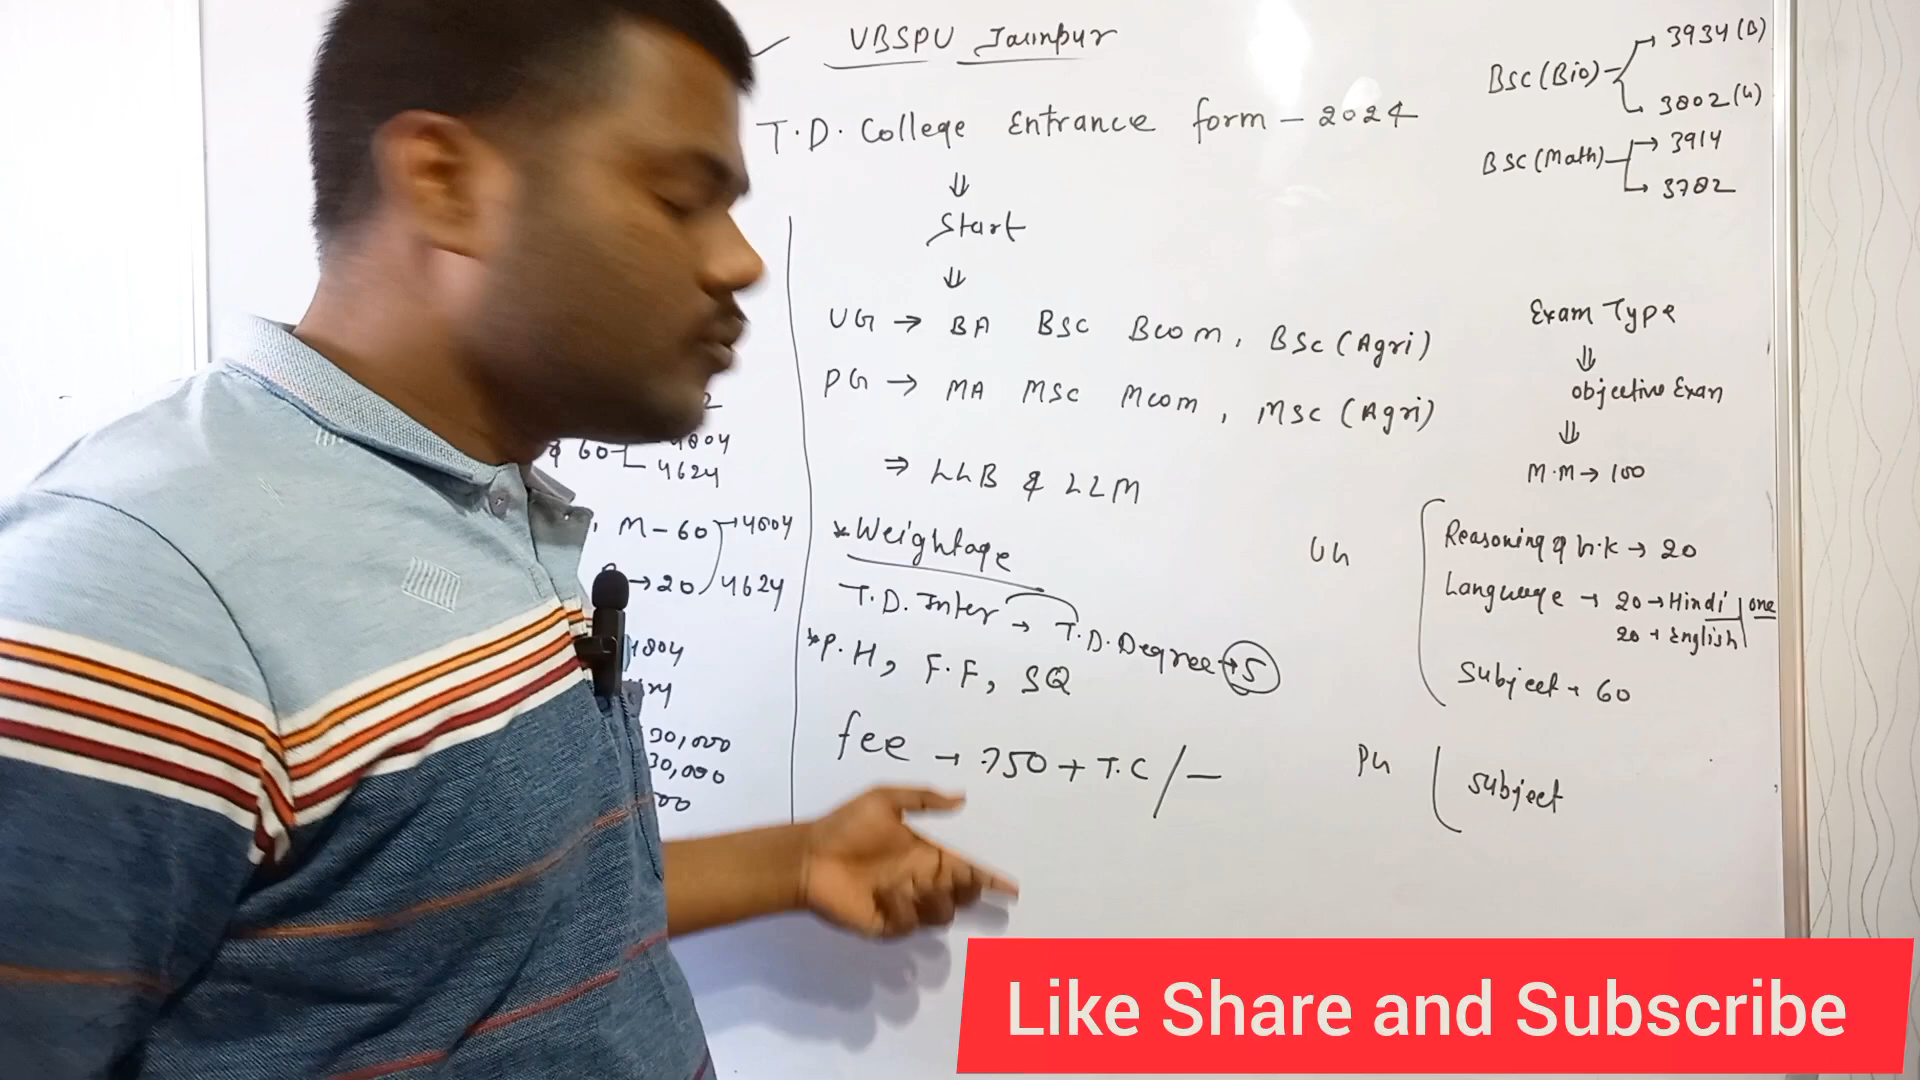 VBSPU Jaunpur
T.D. College Entrance form - 2024
⇓
Start
⇓
UG → BA BSC BCom, BSc (Agri)
PG → MA MSC MCom, MSC (Agri)
⇒ LLB & LLM
*Weightage
T.D. Inter → T.D. Degree → 5
*P.H, F.F, SQ
fee → 750 + T.C /-
BSC (Bio) → 3934 (B)
3802 (G)
BSC (Math) → 3914
3782
Exam Type
⇓
objective Exam
⇓
M.M → 100
UG
Reasoning & G.K → 20
Language → 20 → Hindi one
20 → English
Subject → 60
PG
Subject
& 60
4804
4624
M - 60 → 4804
→ 20 4624
30,000
30,000
Like Share and Subscribe